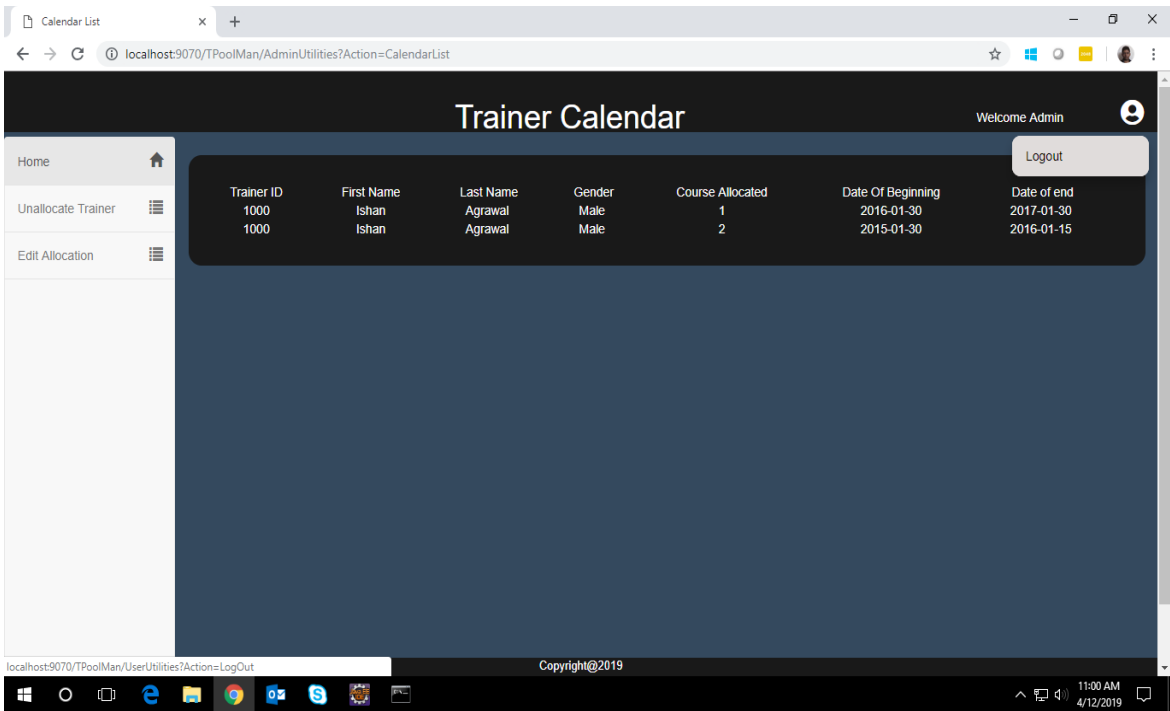 Calendar List
localhost:9070/TPoolMan/AdminUtilities?Action=CalendarList
Trainer Calendar
Welcome Admin
Logout
Home
Unallocate Trainer
Edit Allocation
Trainer ID First Name Last Name Gender Course Allocated Date Of Beginning Date of end
1000 Ishan Agrawal Male 1 2016-01-30 2017-01-30
1000 Ishan Agrawal Male 2 2015-01-30 2016-01-15
localhost:9070/TPoolMan/UserUtilities?Action=LogOut
Copyright@2019
11:00 AM
4/12/2019